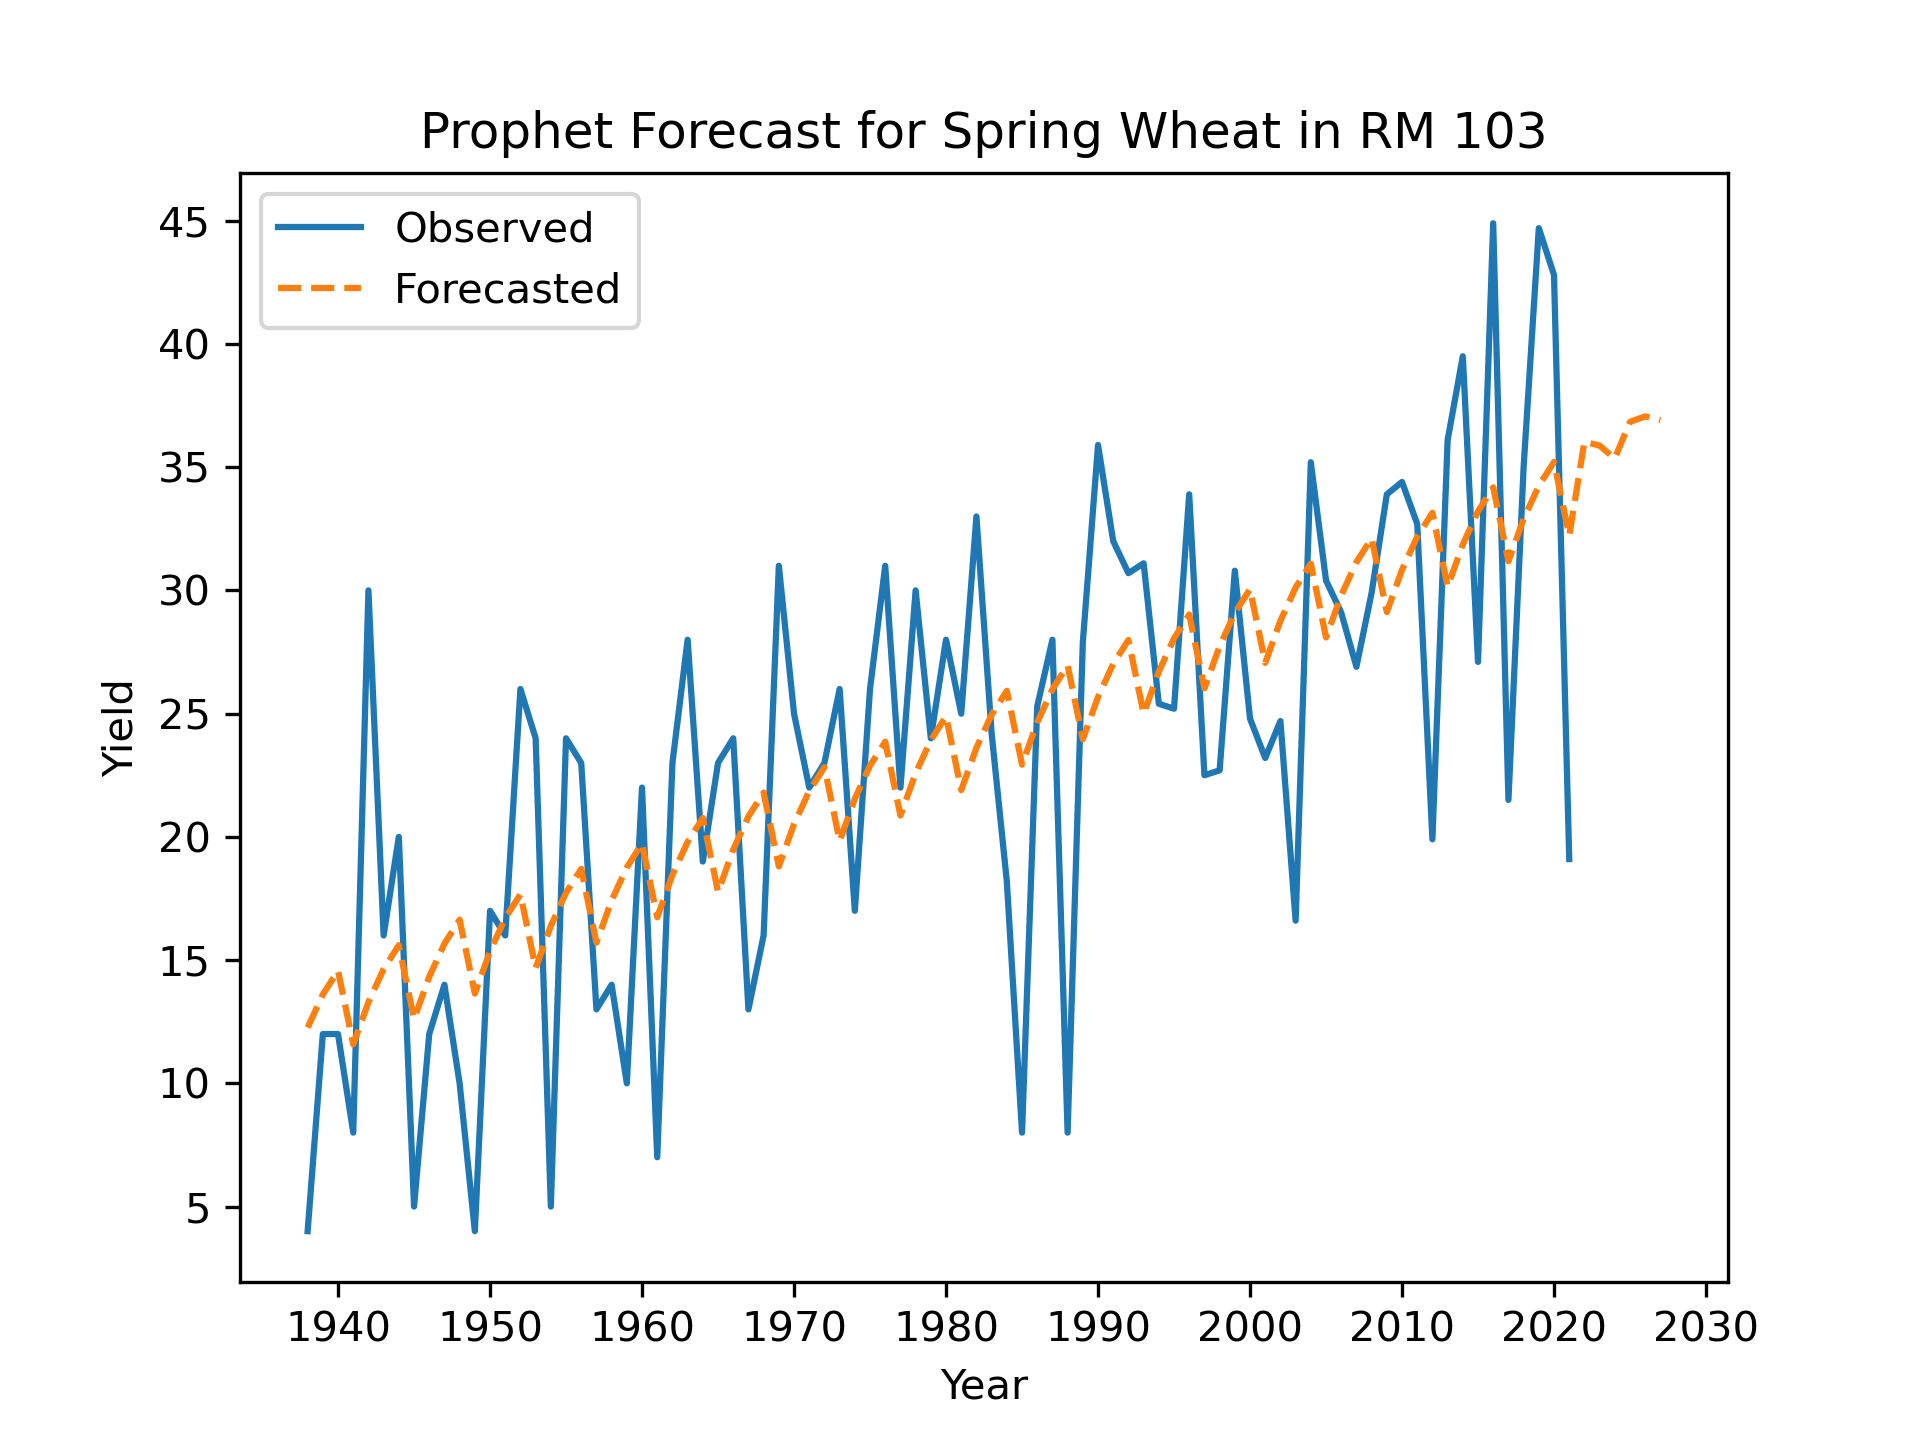 Prophet Forecast for Spring Wheat in RM 103
Observed
Forecasted
45
40
35
30
25
20
15
10
5
Yield
1940 1950 1960 1970 1980 1990 2000 2010 2020 2030
Year